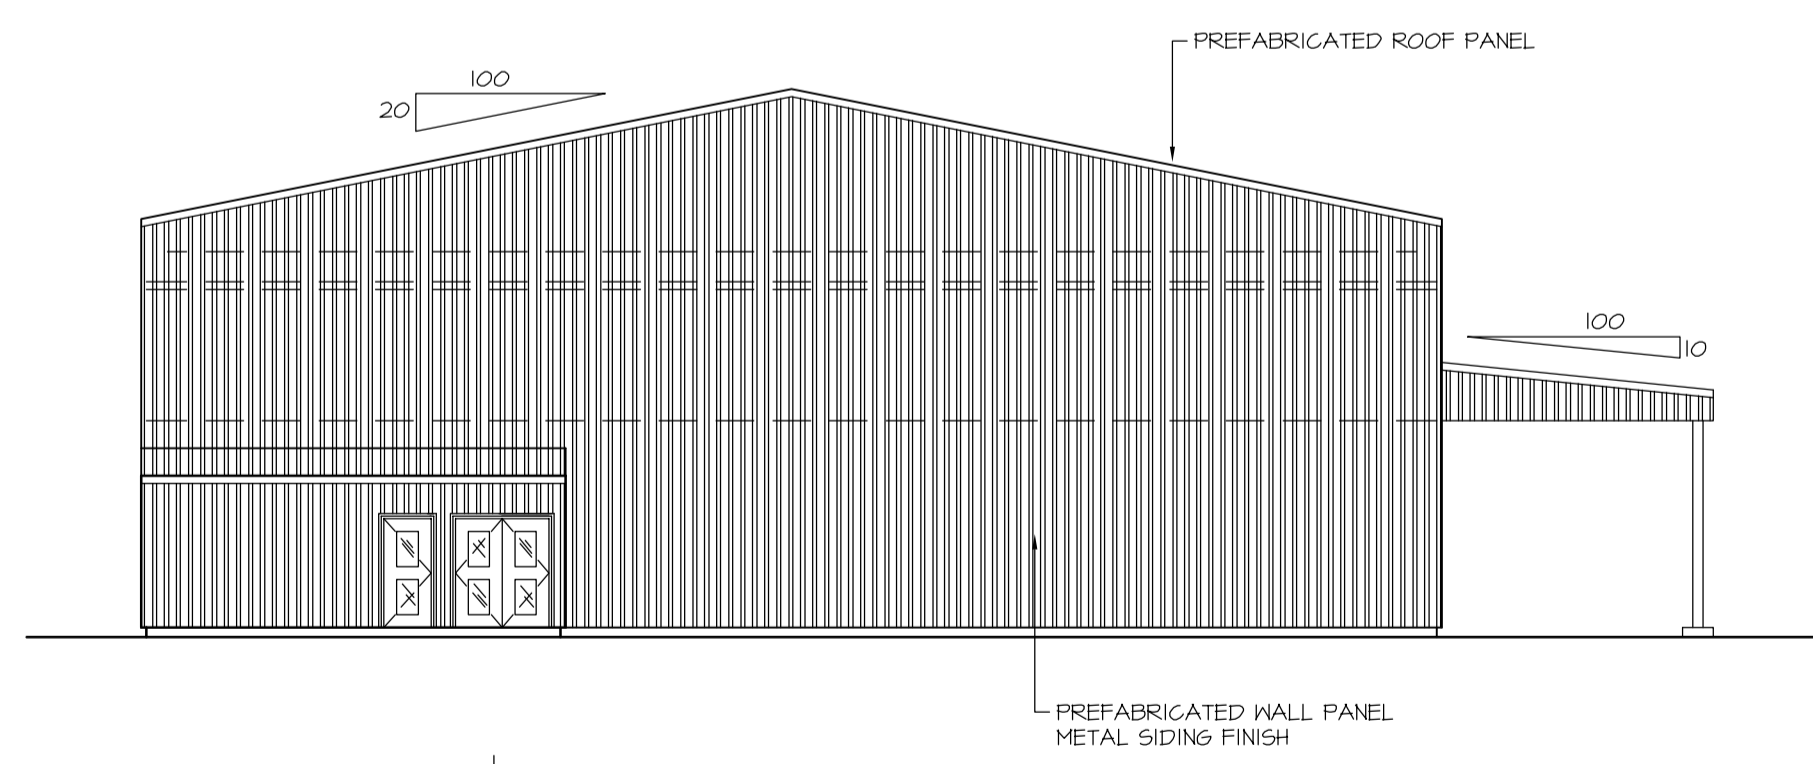 PREFABRICATED ROOF PANEL
100
20
100
10
PREFABRICATED WALL PANEL
METAL SIDING FINISH